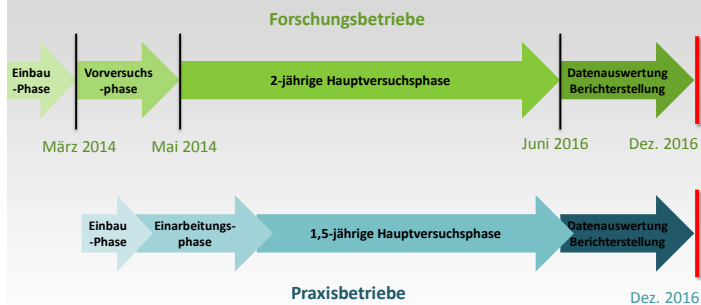 Forschungsbetriebe
Einbau
-Phase
Vorversuchs
-phase
2-jährige Hauptversuchsphase
Datenauswertung
Berichterstellung
März 2014
Mai 2014
Juni 2016
Dez. 2016
Einbau
-Phase
Einarbeitungs-
phase
1,5-jährige Hauptversuchsphase
Datenauswertung
Berichterstellung
Praxisbetriebe
Dez. 2016